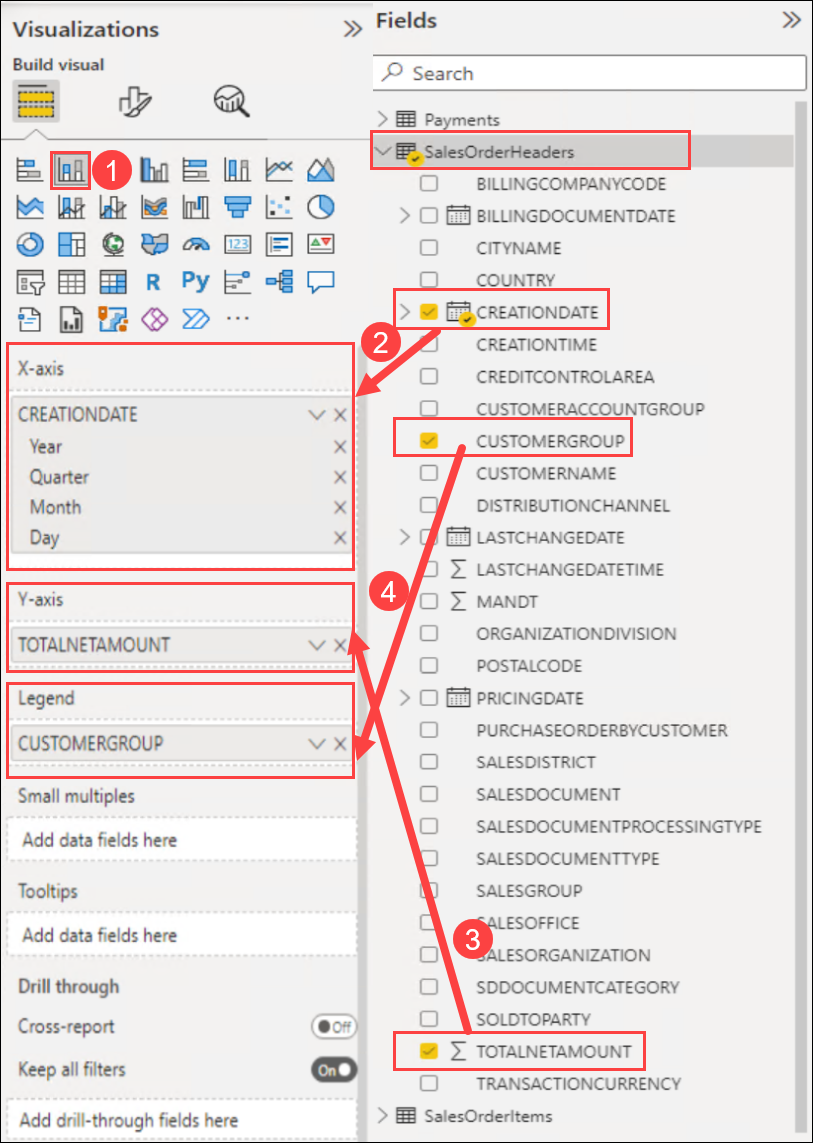 Visualizations
Build visual
1
123
R
Py
...
X-axis
CREATIONDATE
Year
Quarter
Month
Day
Y-axis
TOTALNETAMOUNT
Legend
CUSTOMERGROUP
Small multiples
Add data fields here
Tooltips
Add data fields here
Drill through
Cross-report
Off
Keep all filters
On
Add drill-through fields here
2
4
3
Fields
Search
Payments
SalesOrderHeaders
BILLINGCOMPANYCODE
BILLINGDOCUMENTDATE
CITYNAME
COUNTRY
CREATIONDATE
CREATIONTIME
CREDITCONTROLAREA
CUSTOMERACCOUNTGROUP
CUSTOMERGROUP
CUSTOMERNAME
DISTRIBUTIONCHANNEL
LASTCHANGEDATE
LASTCHANGEDATETIME
MANDT
ORGANIZATIONDIVISION
POSTALCODE
PRICINGDATE
PURCHASEORDERBYCUSTOMER
SALESDISTRICT
SALESDOCUMENT
SALESDOCUMENTPROCESSINGTYPE
SALESDOCUMENTTYPE
SALESGROUP
SALESOFFICE
SALESORGANIZATION
SDDOCUMENTCATEGORY
SOLDTOPARTY
TOTALNETAMOUNT
TRANSACTIONCURRENCY
SalesOrderItems